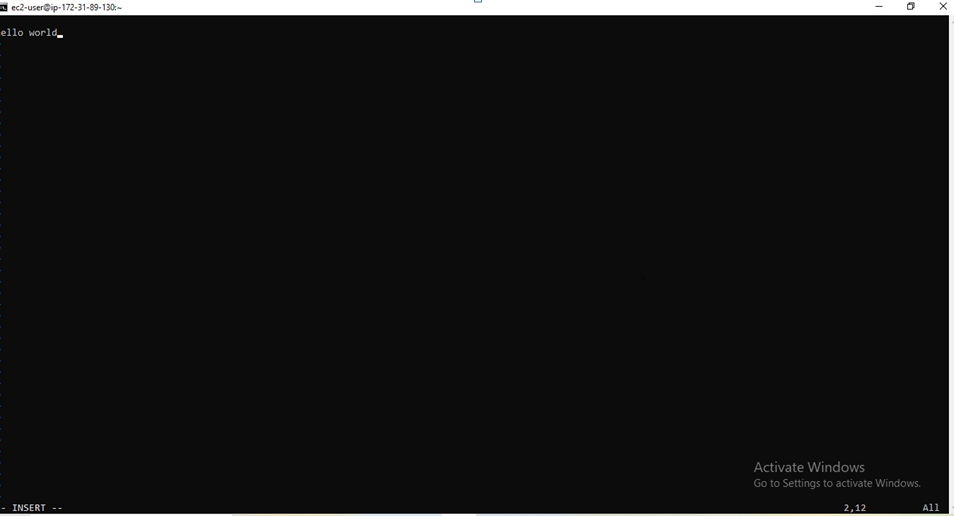 ec2-user@ip-172-31-89-130:~
ello world
Activate Windows
Go to Settings to activate Windows.
- INSERT --
2,12
All